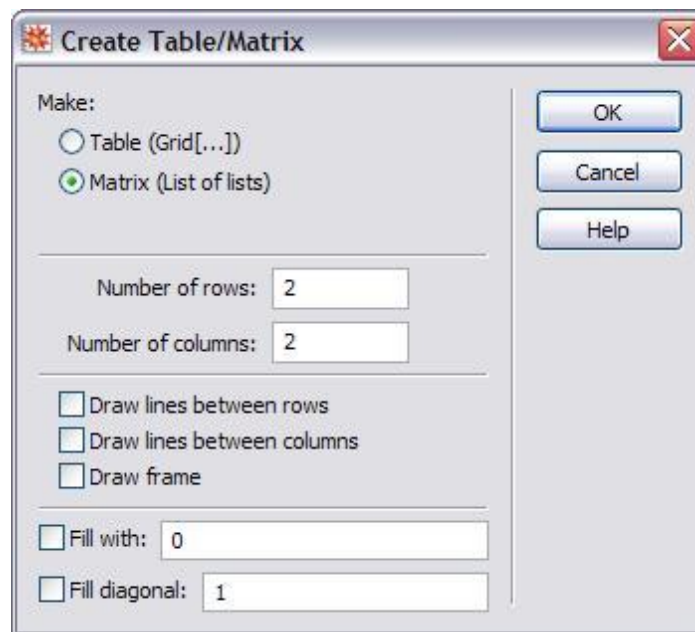 Create Table/Matrix
Make:
Table (Grid[...])
Matrix (List of lists)
OK
Cancel
Help
Number of rows: 2
Number of columns: 2
Draw lines between rows
Draw lines between columns
Draw frame
Fill with: 0
Fill diagonal: 1